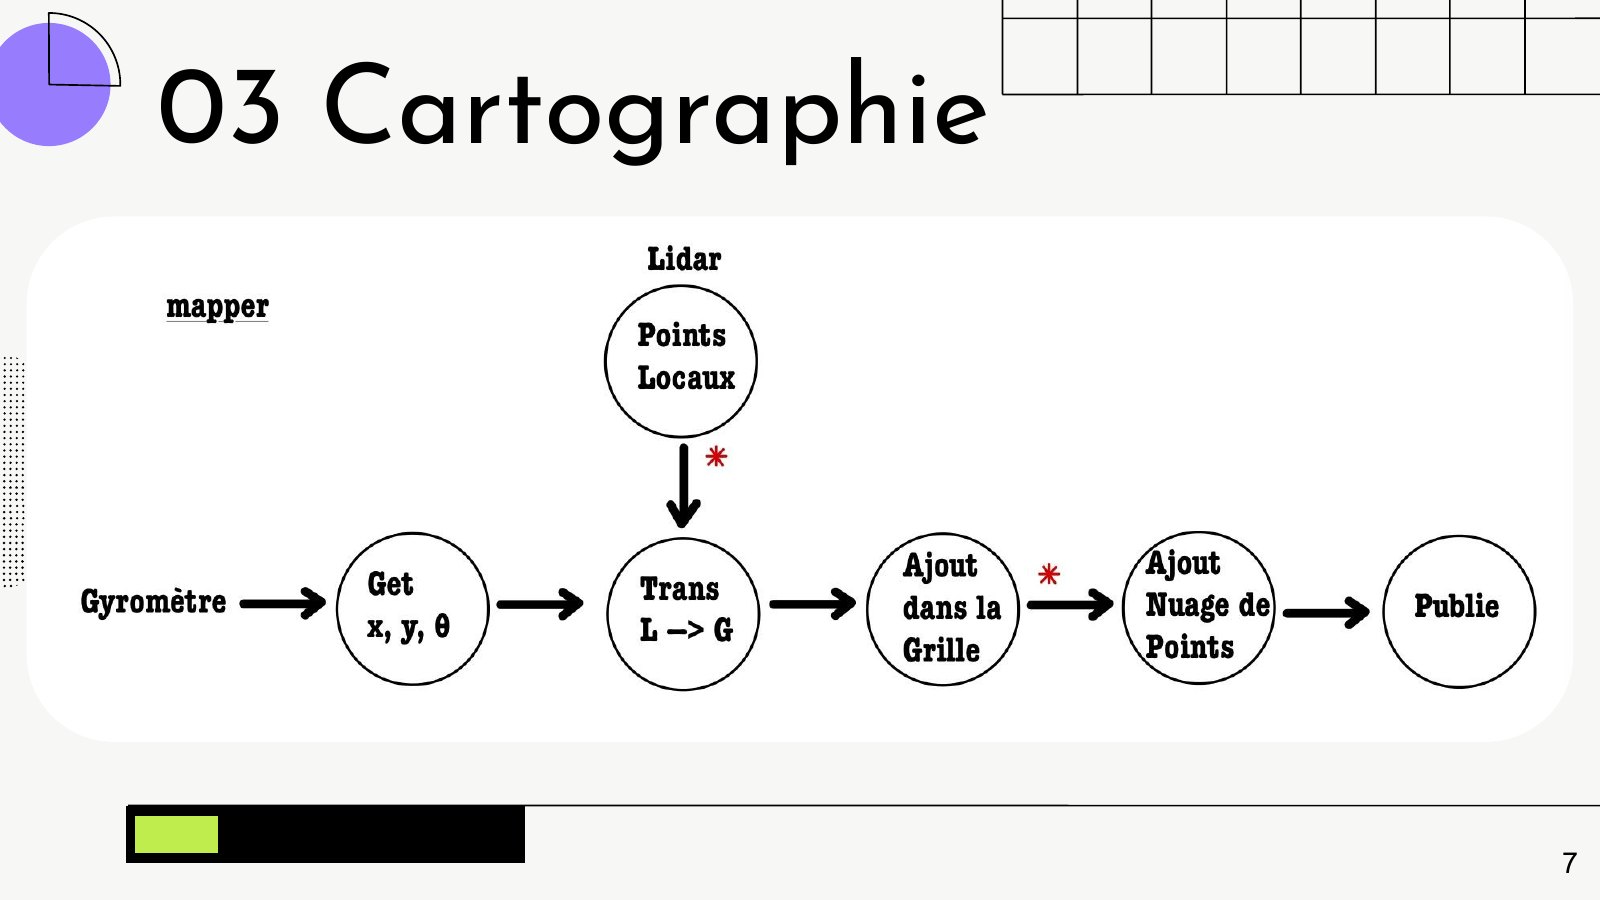 03 Cartographie
mapper
Lidar
Points
Locaux
*
Gyromètre
Get
x, y, θ
Trans
L —> G
Ajout
dans la
Grille
*
Ajout
Nuage de
Points
Publie
7